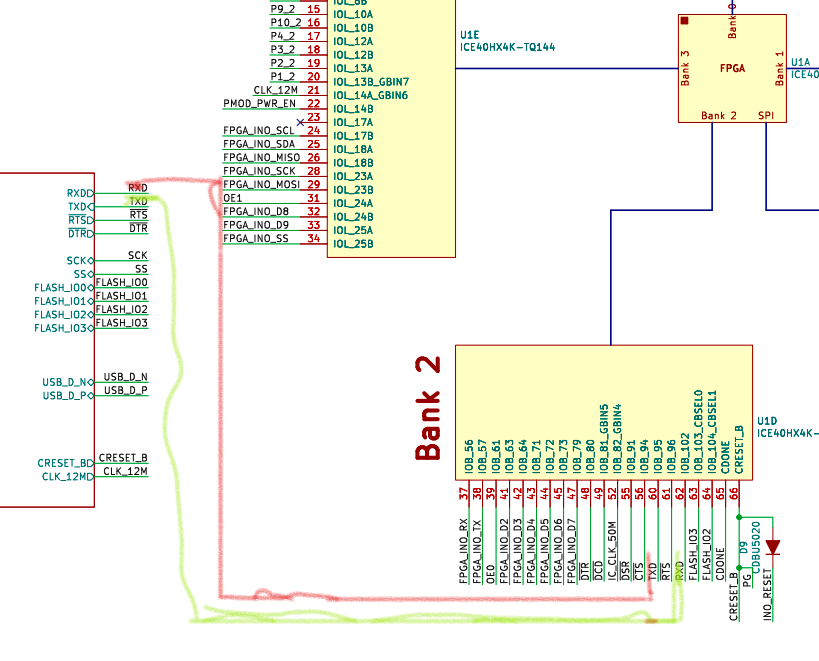 IOL_8B
P9_2 15 IOL_10A
P10_2 16 IOL_10B
P4_2 17 IOL_12A
P3_2 18 IOL_12B
P2_2 19 IOL_13A
P1_2 20 IOL_13B_GBIN7
CLK_12M 21 IOL_14A_GBIN6
PMOD_PWR_EN 22 IOL_14B
23 IOL_17A
FPGA_INO_SCL 24 IOL_17B
FPGA_INO_SDA 25 IOL_18A
FPGA_INO_MISO 26 IOL_18B
FPGA_INO_SCK 28 IOL_23A
FPGA_INO_MOSI 29 IOL_23B
OE1 31 IOL_24A
FPGA_INO_D8 32 IOL_24B
FPGA_INO_D9 33 IOL_25A
FPGA_INO_SS 34 IOL_25B
U1E
ICE40HX4K-TQ144
Bank 0
Bank 3
FPGA
Bank 1
Bank 2
SPI
U1A
ICE40
RXD RXD
TXD TXD
RTS RTS
DTR DTR
SCK SCK
SS SS
FLASH_IO0 FLASH_IO0
FLASH_IO1 FLASH_IO1
FLASH_IO2 FLASH_IO2
FLASH_IO3 FLASH_IO3
USB_D_N USB_D_N
USB_D_P USB_D_P
CRESET_B CRESET_B
CLK_12M CLK_12M
Bank 2
U1D
ICE40HX4K-
IOB_56 37 FPGA_INO_RX
IOB_57 38 FPGA_INO_TX
IOB_61 39 OE0
IOB_63 41 FPGA_INO_D2
IOB_64 42 FPGA_INO_D3
IOB_71 43 FPGA_INO_D4
IOB_72 44 FPGA_INO_D5
IOB_73 45 FPGA_INO_D6
IOB_79 47 FPGA_INO_D7
IOB_80 48 DTR
IOB_81_GBIN5 49 DCD
IOB_82_GBIN4 52 IC_CLK_50M
IOB_91 55 DSR
IOB_94 56 CTS
IOB_95 60 TXD
IOB_96 61 RTS
IOB_102 62 RXD
IOB_103_CBSEL0 63 FLASH_IO3
IOB_104_CBSEL1 64 FLASH_IO2
CDONE 65 CDONE
CRESET_B 66 CRESET_B
PG
D9
CDBU5020
INO_RESET